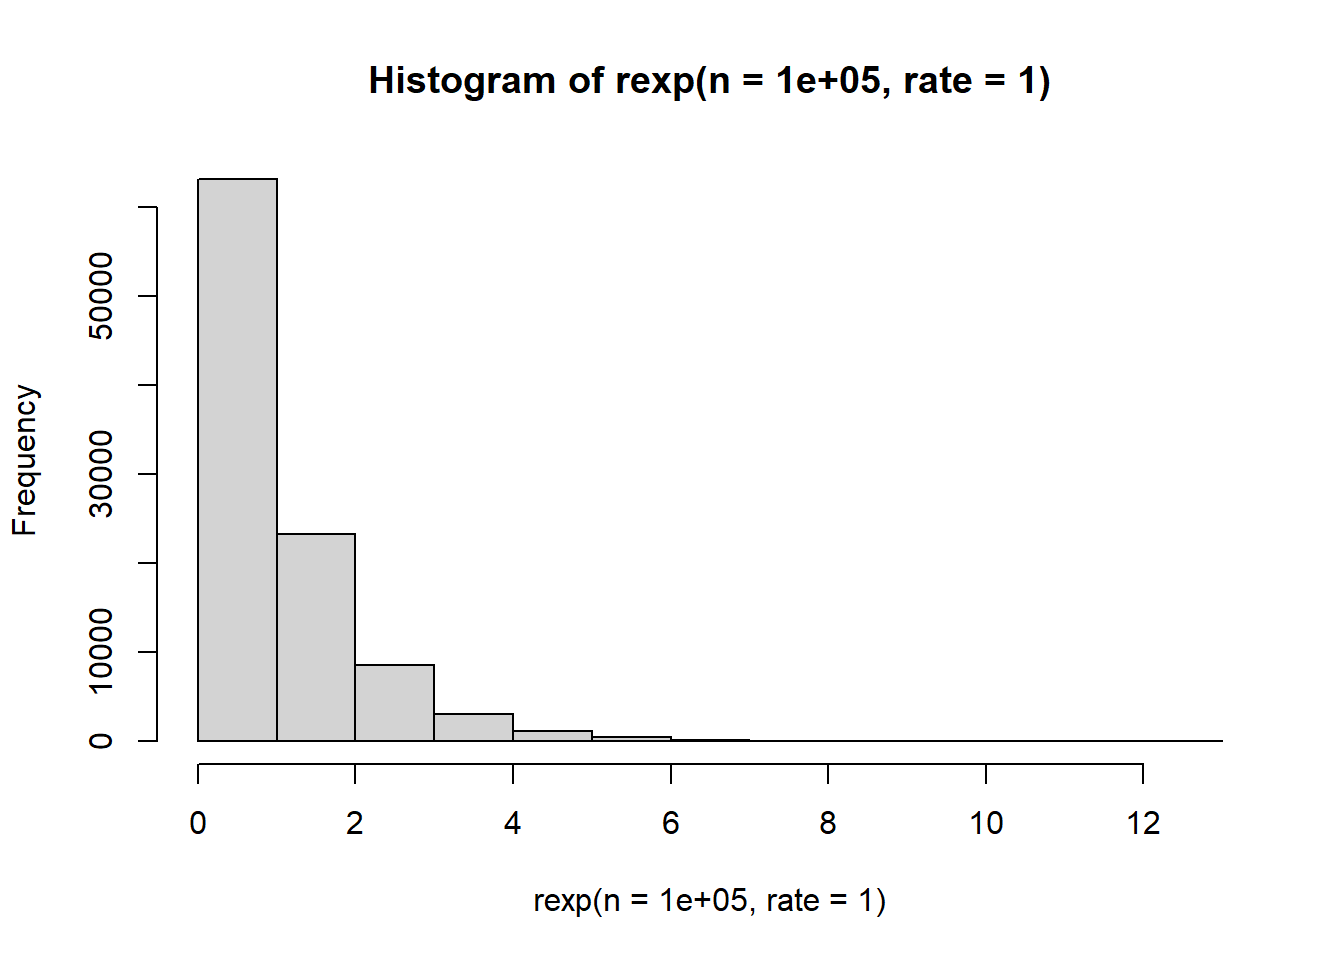 Histogram of rexp(n = 1e+05, rate = 1)
Frequency
50000
30000
10000
0
0 2 4 6 8 10 12
rexp(n = 1e+05, rate = 1)